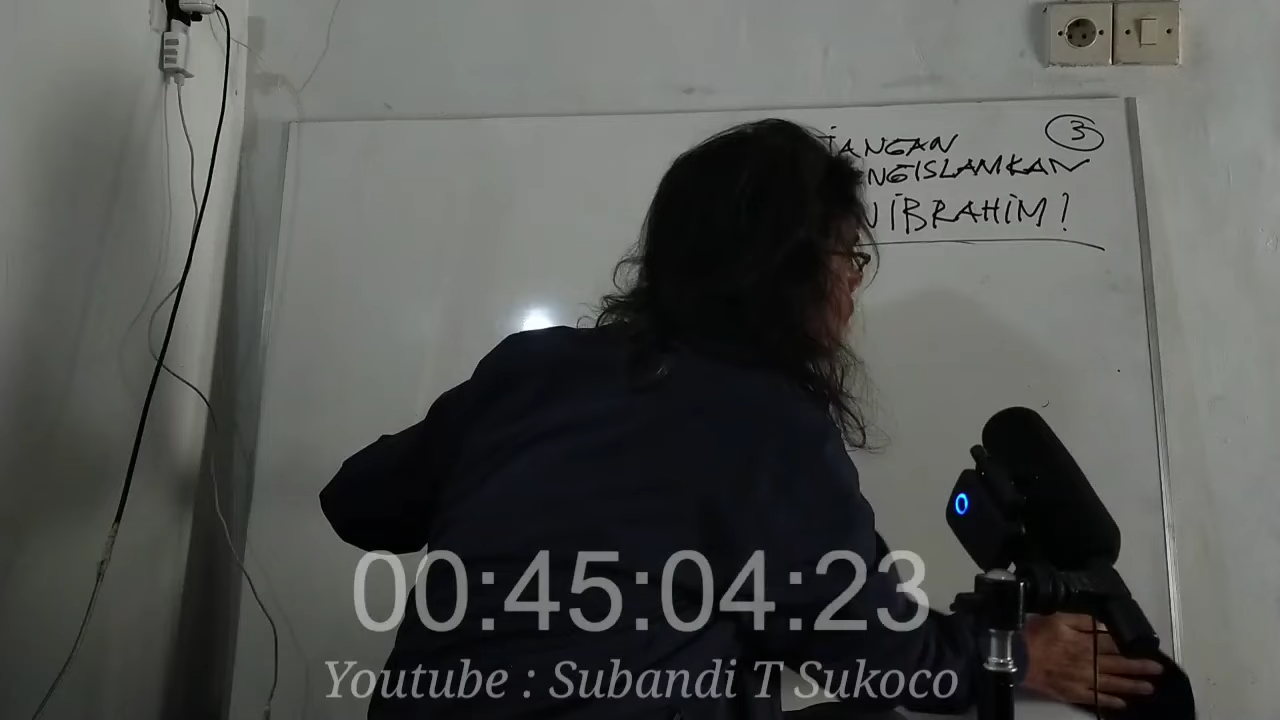 JANGAN
③
NGISLAMKAN
IBRAHIM!
00:45:04:23
Youtube : Subandi T Sukoco